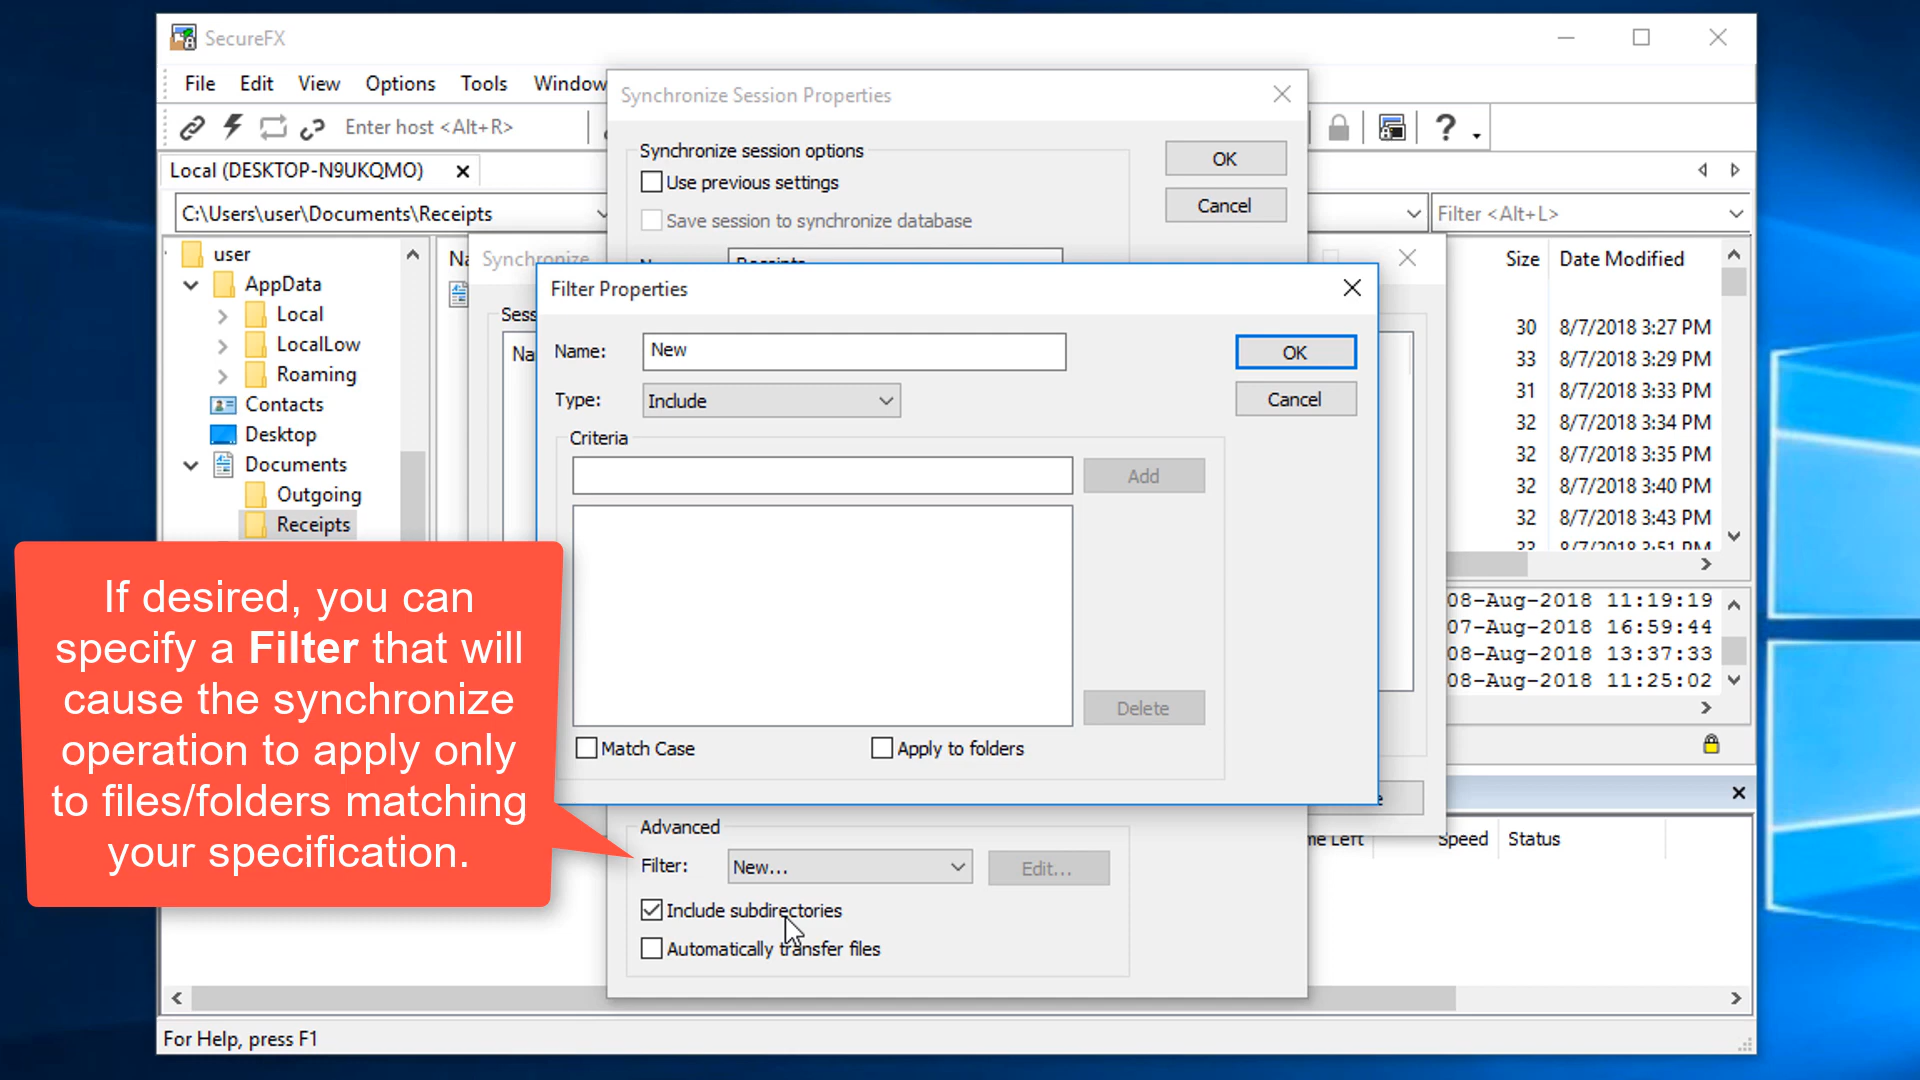 SecureFX
File Edit View Options Tools Window
Enter host <Alt+R>
Local (DESKTOP-N9UKQMO)
C:\Users\user\Documents\Receipts
Filter <Alt+L>
user
AppData
Local
LocalLow
Roaming
Contacts
Desktop
Documents
Outgoing
Receipts
Synchronize Session Properties
Synchronize session options
Use previous settings
Save session to synchronize database
OK
Cancel
Receipts
Synchronize
Filter Properties
Name: New
Type: Include
Criteria
Add
Delete
Match Case
Apply to folders
OK
Cancel
Size Date Modified
30 8/7/2018 3:27 PM
33 8/7/2018 3:29 PM
31 8/7/2018 3:33 PM
32 8/7/2018 3:34 PM
32 8/7/2018 3:35 PM
32 8/7/2018 3:40 PM
32 8/7/2018 3:43 PM
8/7/2018 3:51 PM
08-Aug-2018 11:19:19
07-Aug-2018 16:59:44
08-Aug-2018 13:37:33
08-Aug-2018 11:25:02
Speed Status
If desired, you can
specify a Filter that will
cause the synchronize
operation to apply only
to files/folders matching
your specification.
Advanced
Filter: New... Edit...
Include subdirectories
Automatically transfer files
For Help, press F1